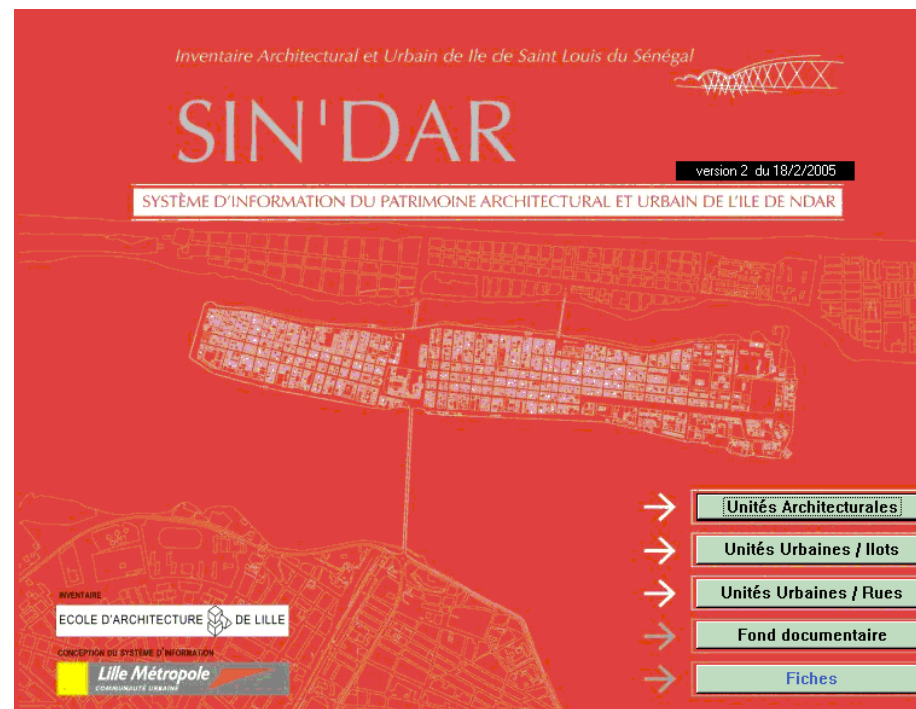 Inventaire Architectural et Urbain de Ile de Saint Louis du Sénégal
SIN'DAR
version 2 du 18/2/2005
SYSTÈME D'INFORMATION DU PATRIMOINE ARCHITECTURAL ET URBAIN DE L'ILE DE NDAR
Unités Architecturales
Unités Urbaines / Ilots
Unités Urbaines / Rues
Fond documentaire
Fiches
INVENTAIRE
ECOLE D'ARCHITECTURE DE LILLE
CONCEPTION DU SYSTÈME D'INFORMATION
Lille Métropole
COMMUNAUTÉ URBAINE